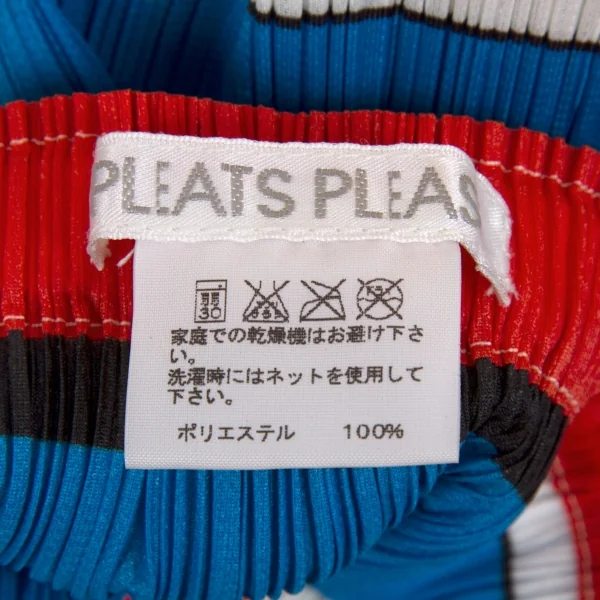 PLEATS PLEAS
弱
30
家庭での乾燥機はお避け下さ
い。
洗濯時にはネットを使用して
下さい。
ポリエステル 100%